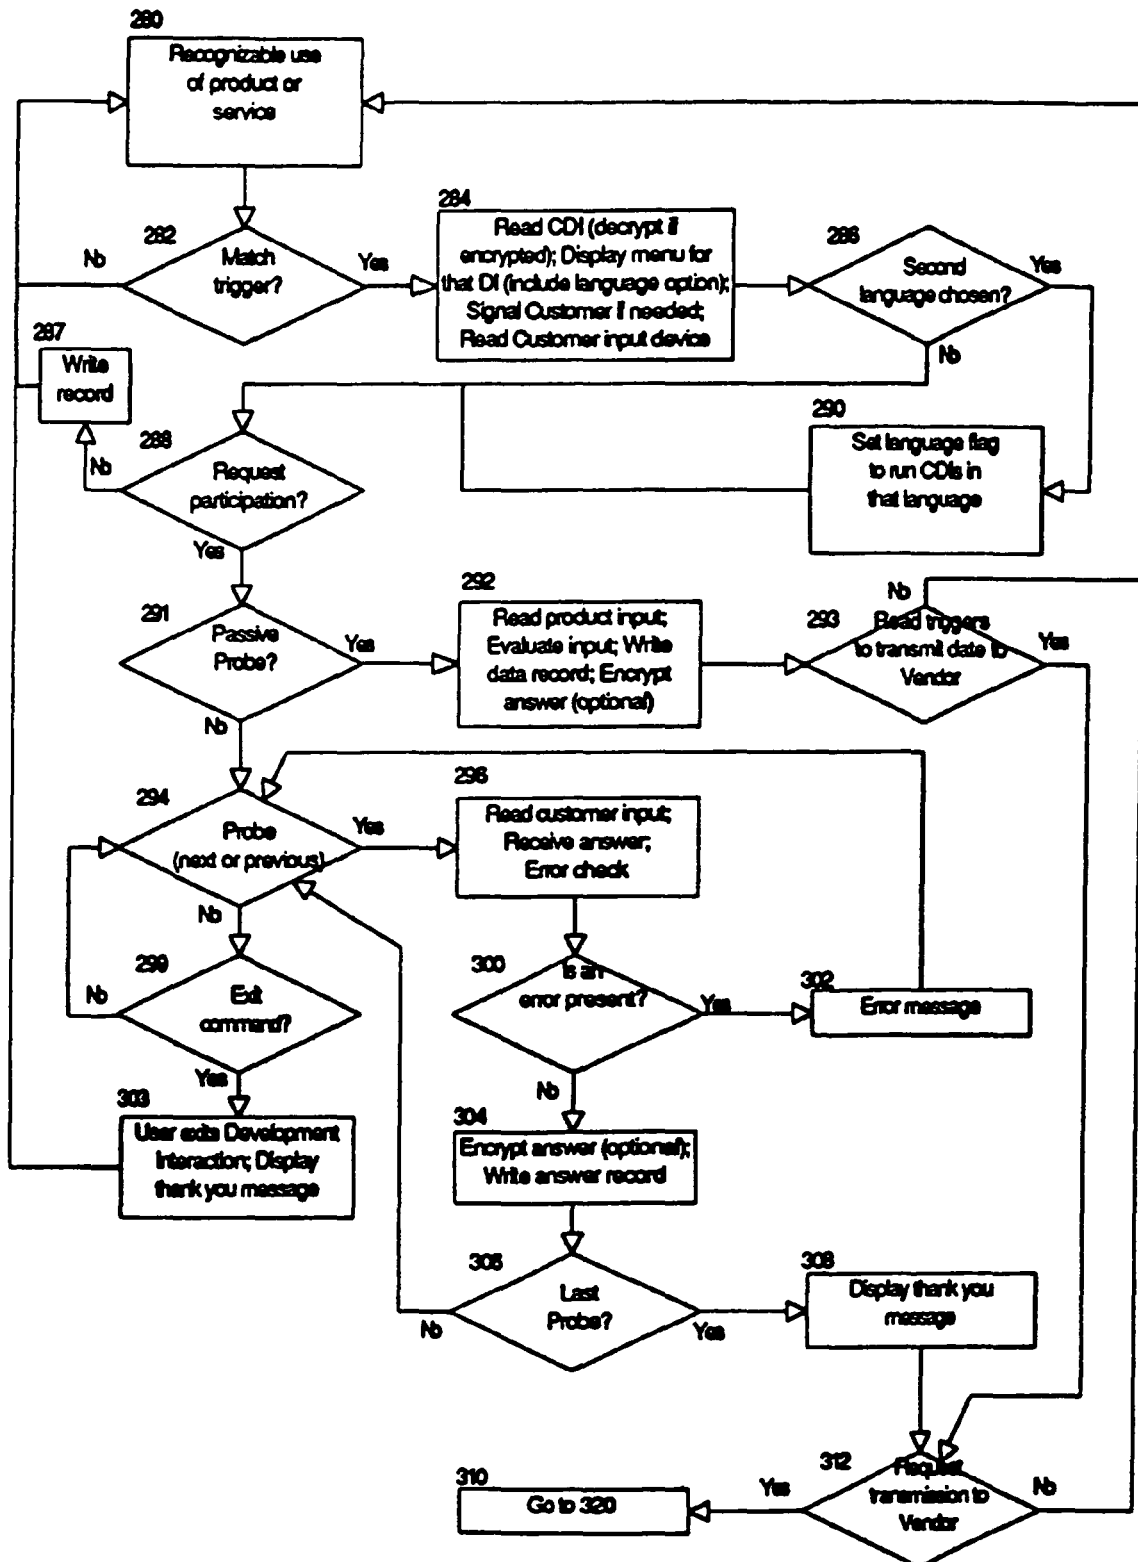 280
Recognizable use
of product or
service
282
Match
trigger?
No
Yes
284
Read CDI (decrypt if
encrypted); Display menu for
that DI (include language option);
Signal Customer if needed;
Read Customer input device
286
Second
language chosen?
Yes
No
287
Write
record
288
Request
participation?
No
Yes
290
Set language flag
to run CDIs in
that language
291
Passive
Probe?
Yes
No
292
Read product input;
Evaluate input; Write
data record; Encrypt
answer (optional)
293
No
Read triggers
to transmit date to
Vendor
Yes
294
Probe
(next or previous)
Yes
No
296
Read customer input;
Receive answer;
Error check
299
Exit
command?
No
Yes
300
Is an
error present?
Yes
No
302
Error message
303
User exits Development
Interaction; Display
thank you message
304
Encrypt answer (optional);
Write answer record
306
Last
Probe?
No
Yes
308
Display thank you
message
310
Go to 320
312
Request
transmission to
Vendor
Yes
No